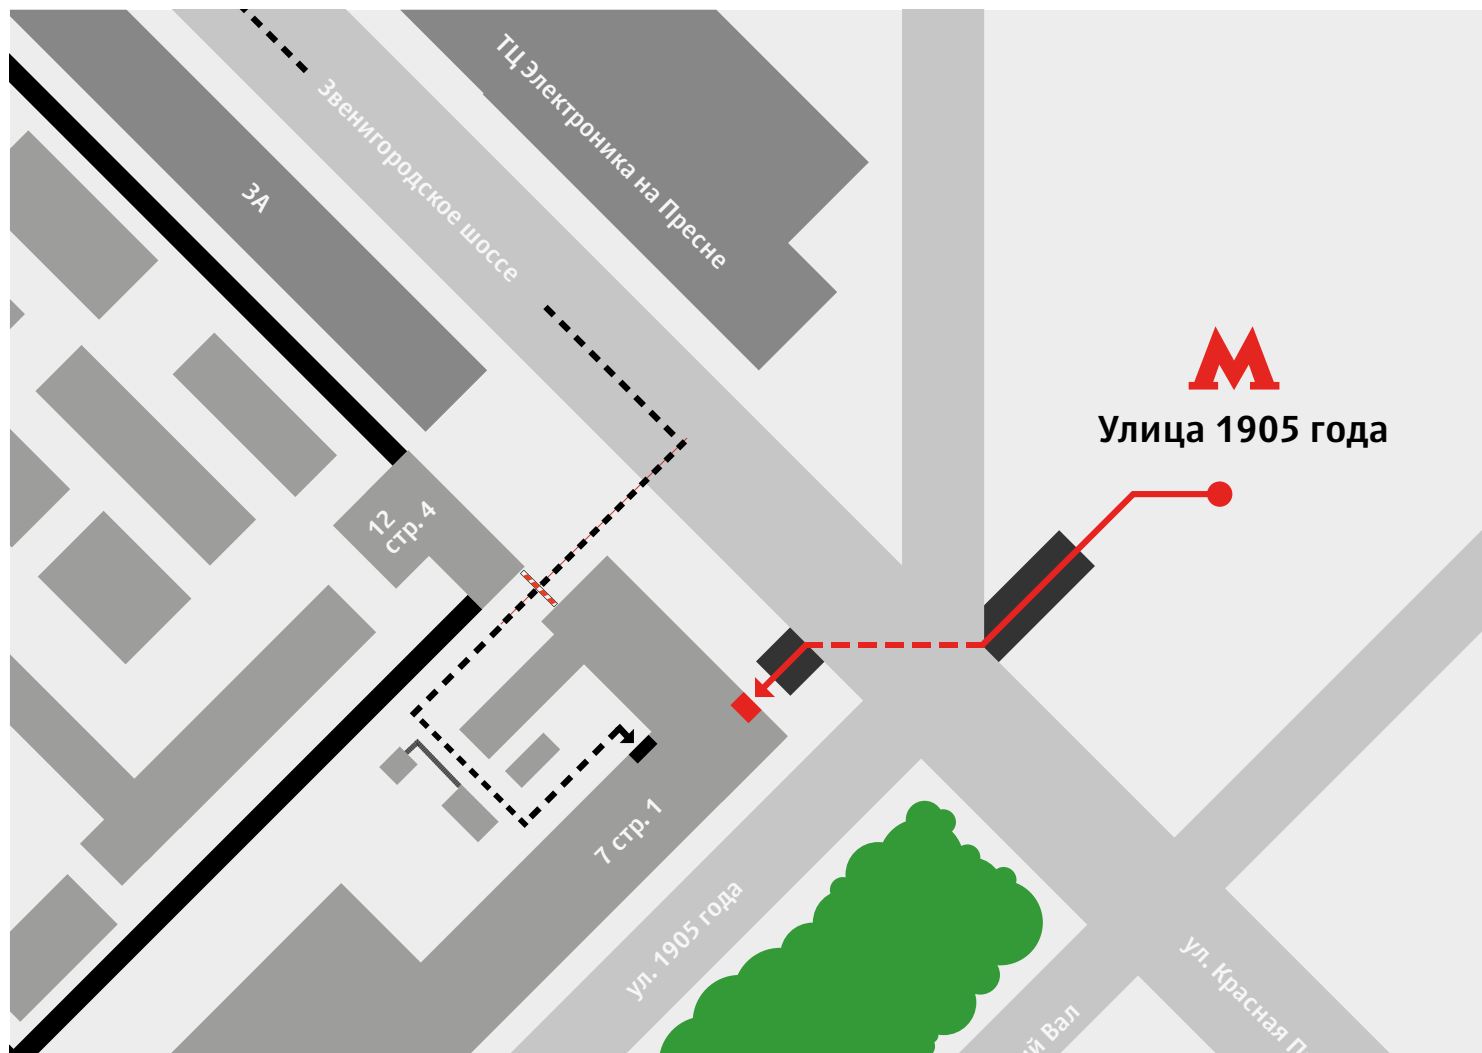 ТЦ Электроника на Пресне
Звенигородское шоссе
3А
М
Улица 1905 года
12
стр. 4
7 стр. 1
ул. 1905 года
ул. Красная П
Вал